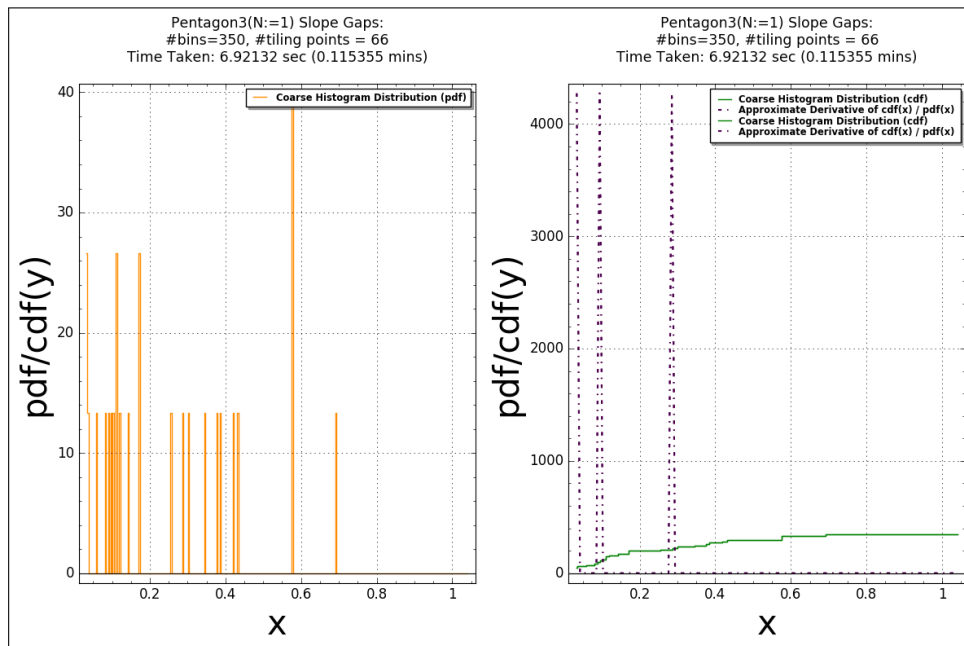 Pentagon3(N:=1) Slope Gaps:
#bins=350, #tiling points = 66
Time Taken: 6.92132 sec (0.115355 mins)
Coarse Histogram Distribution (pdf)
pdf/cdf(y)
40
30
20
10
0
0.2
0.4
0.6
0.8
1
x
Pentagon3(N:=1) Slope Gaps:
#bins=350, #tiling points = 66
Time Taken: 6.92132 sec (0.115355 mins)
Coarse Histogram Distribution (cdf)
Approximate Derivative of cdf(x) / pdf(x)
Coarse Histogram Distribution (cdf)
Approximate Derivative of cdf(x) / pdf(x)
pdf/cdf(y)
4000
3000
2000
1000
0
0.2
0.4
0.6
0.8
1
x